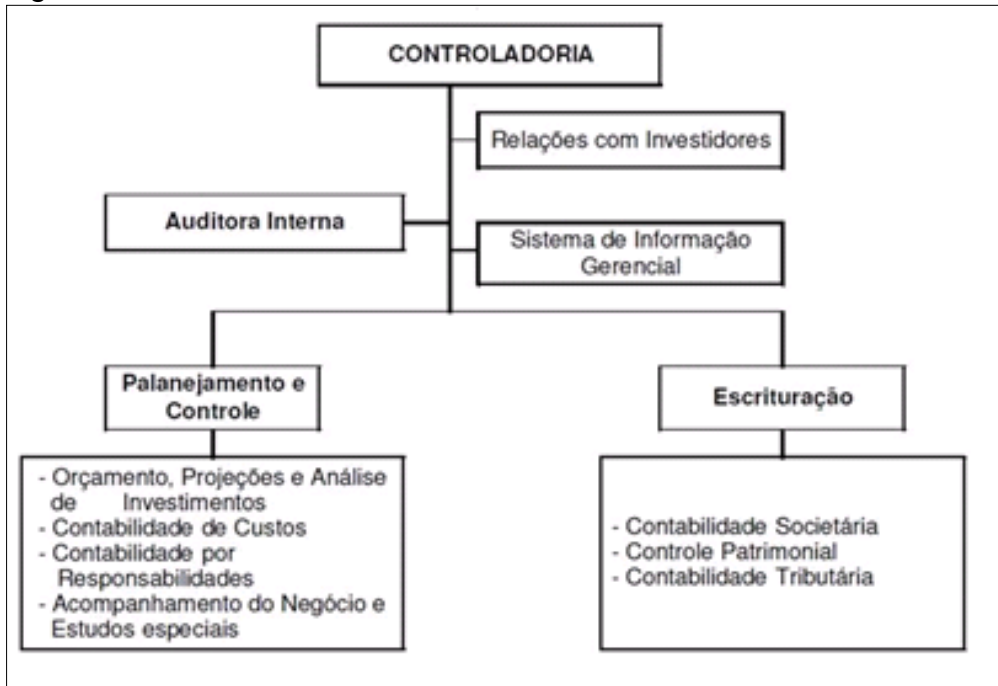 CONTROLADORIA
Relações com Investidores
Auditora Interna
Sistema de Informação
Gerencial
Palanejamento e
Controle
Escrituração
- Orçamento, Projeções e Análise
de Investimentos
- Contabilidade de Custos
- Contabilidade por
Responsabilidades
- Acompanhamento do Negócio e
Estudos especiais
- Contabilidade Societária
- Controle Patrimonial
- Contabilidade Tributária